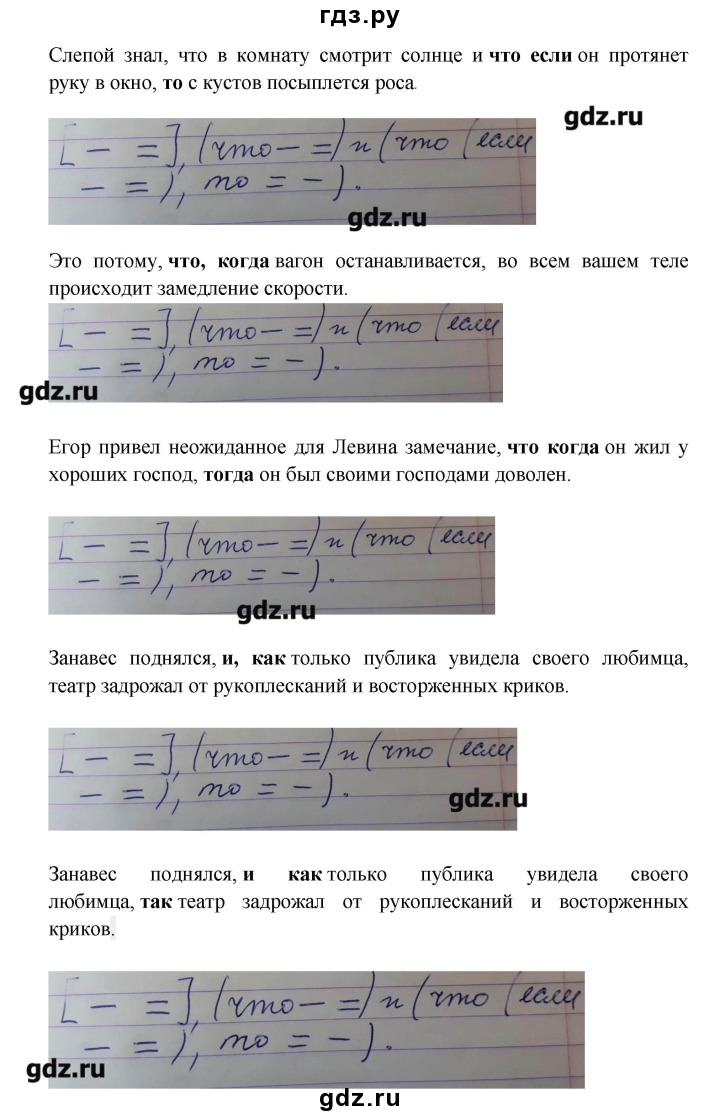 гдз.ру
Слепой знал, что в комнату смотрит солнце и что если он протянет
руку в окно, то с кустов посыплется роса.
gdz.ru
[ – = ], (что – =) и (что (если
– = ), то = – ).
gdz.ru
Это потому, что, когда вагон останавливается, во всем вашем теле
происходит замедление скорости.
[ – = ], (что – =) и (что (если
– = ), то = – ).
gdz.ru
Егор привел неожиданное для Левина замечание, что когда он жил у
хороших господ, тогда он был своими господами доволен.
[ – = ], (что – =) и (что (если
– = ), то = – ).
gdz.ru
Занавес поднялся, и, как только публика увидела своего любимца,
театр задрожал от рукоплесканий и восторженных криков.
[ – = ], (что – =) и (что (если
– = ), то = – ).
gdz.ru
Занавес поднялся, и как только публика увидела своего
любимца, так театр задрожал от рукоплесканий и восторженных
криков.
[ – = ], (что – =) и (что (если
– = ), то = – ).
gdz.ru
gdz.ru